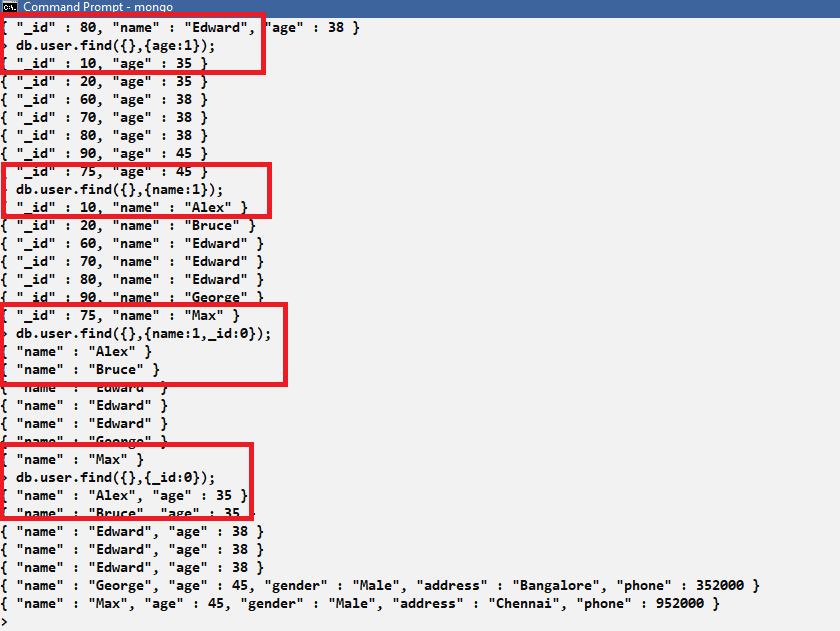 Command Prompt - mongo
{ "_id" : 80, "name" : "Edward", "age" : 38 }
> db.user.find({},{age:1});
{ "_id" : 10, "age" : 35 }
{ "_id" : 20, "age" : 35 }
{ "_id" : 60, "age" : 38 }
{ "_id" : 70, "age" : 38 }
{ "_id" : 80, "age" : 38 }
{ "_id" : 90, "age" : 45 }
{ "_id" : 75, "age" : 45 }
> db.user.find({},{name:1});
{ "_id" : 10, "name" : "Alex" }
{ "_id" : 20, "name" : "Bruce" }
{ "_id" : 60, "name" : "Edward" }
{ "_id" : 70, "name" : "Edward" }
{ "_id" : 80, "name" : "Edward" }
{ "_id" : 90, "name" : "George" }
{ "_id" : 75, "name" : "Max" }
> db.user.find({},{name:1,_id:0});
{ "name" : "Alex" }
{ "name" : "Bruce" }
{ "name" : "Edward" }
{ "name" : "Edward" }
{ "name" : "Edward" }
{ "name" : "George" }
{ "name" : "Max" }
> db.user.find({},{_id:0});
{ "name" : "Alex", "age" : 35 }
{ "name" : "Bruce", "age" : 35 }
{ "name" : "Edward", "age" : 38 }
{ "name" : "Edward", "age" : 38 }
{ "name" : "Edward", "age" : 38 }
{ "name" : "George", "age" : 45, "gender" : "Male", "address" : "Bangalore", "phone" : 352000 }
{ "name" : "Max", "age" : 45, "gender" : "Male", "address" : "Chennai", "phone" : 952000 }
>